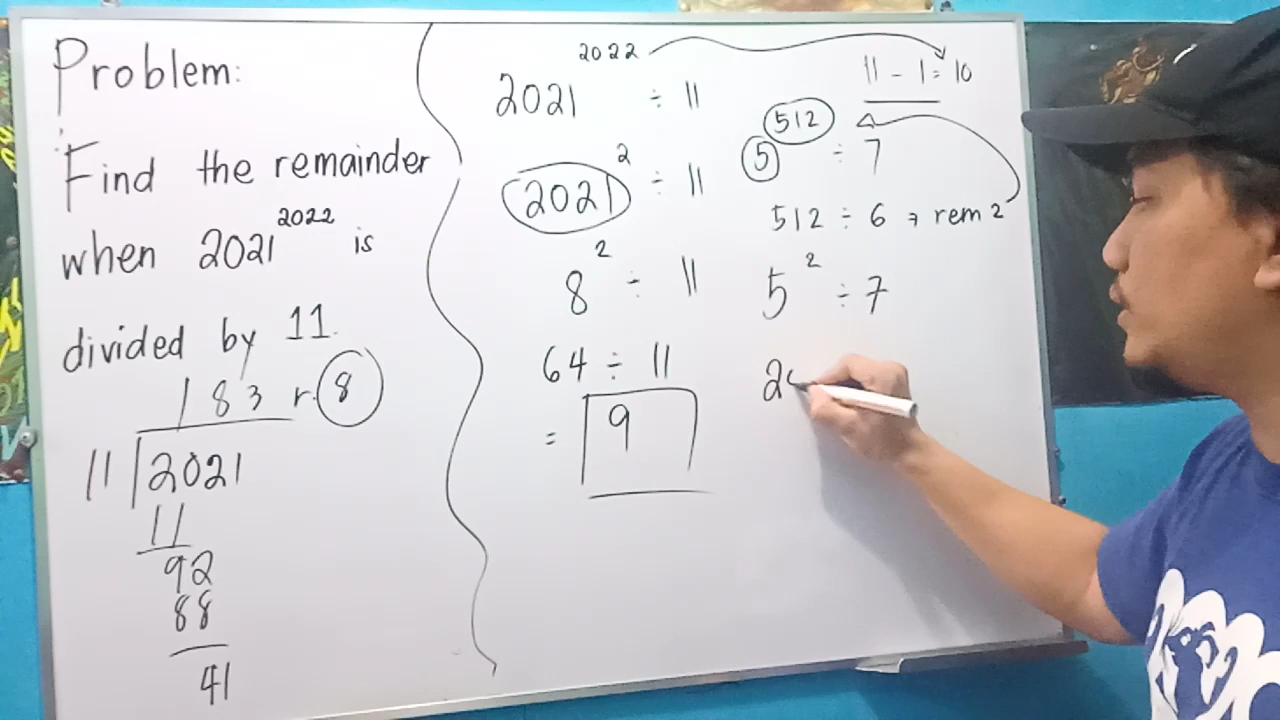 Problem:
Find the remainder
when 2021^2022 is
divided by 11.
183 r. 8
11 2021
11
92
88
41
2021^2022 ÷ 11
2021^2 ÷ 11
8^2 ÷ 11
64 ÷ 11
= 9
11 - 1 = 10
5^512 ÷ 7
512 ÷ 6 → rem 2
5^2 ÷ 7
2